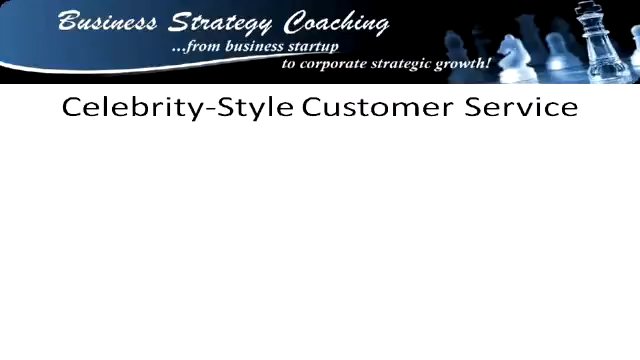 Business Strategy Coaching
...from business startup
to corporate strategic growth!
Celebrity-Style Customer Service